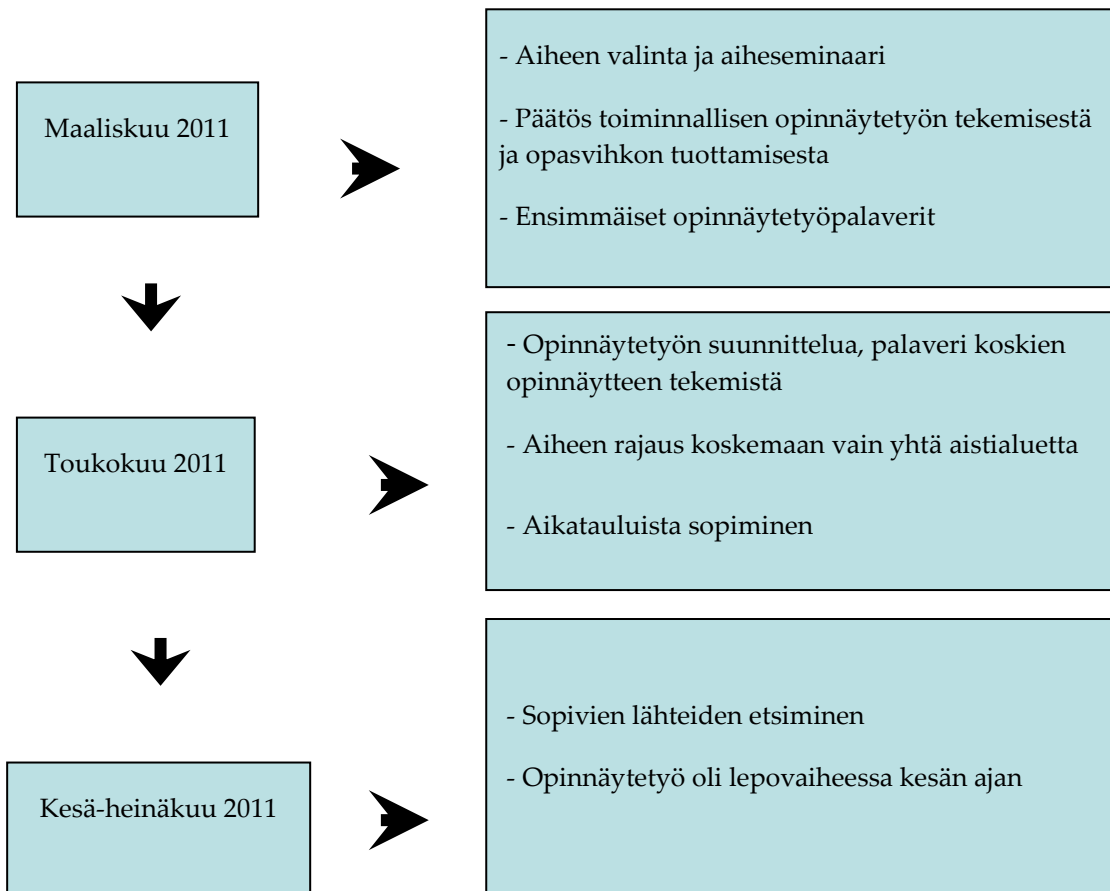 Maaliskuu 2011
- Aiheen valinta ja aiheseminaari
- Päätös toiminnallisen opinnäytetyön tekemisestä
ja opasvihkon tuottamisesta
- Ensimmäiset opinnäytetyöpalaverit
Toukokuu 2011
- Opinnäytetyön suunnittelua, palaveri koskien
opinnäytteen tekemistä
- Aiheen rajaus koskemaan vain yhtä aistialuetta
- Aikatauluista sopiminen
Kesä-heinäkuu 2011
- Sopivien lähteiden etsiminen
- Opinnäytetyö oli lepovaiheessa kesän ajan